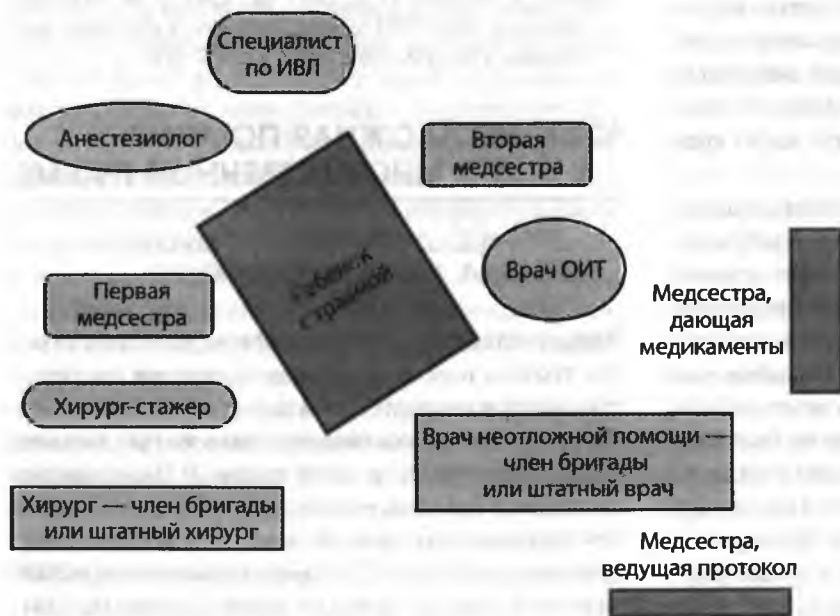 Специалист
по ИВЛ
Анестезиолог
Вторая
медсестра
Ребенок
с травмой
Врач ОИТ
Первая
медсестра
Медсестра,
дающая
медикаменты
Хирург-стажер
Врач неотложной помощи —
член бригады
или штатный врач
Хирург — член бригады
или штатный хирург
Медсестра,
ведущая протокол